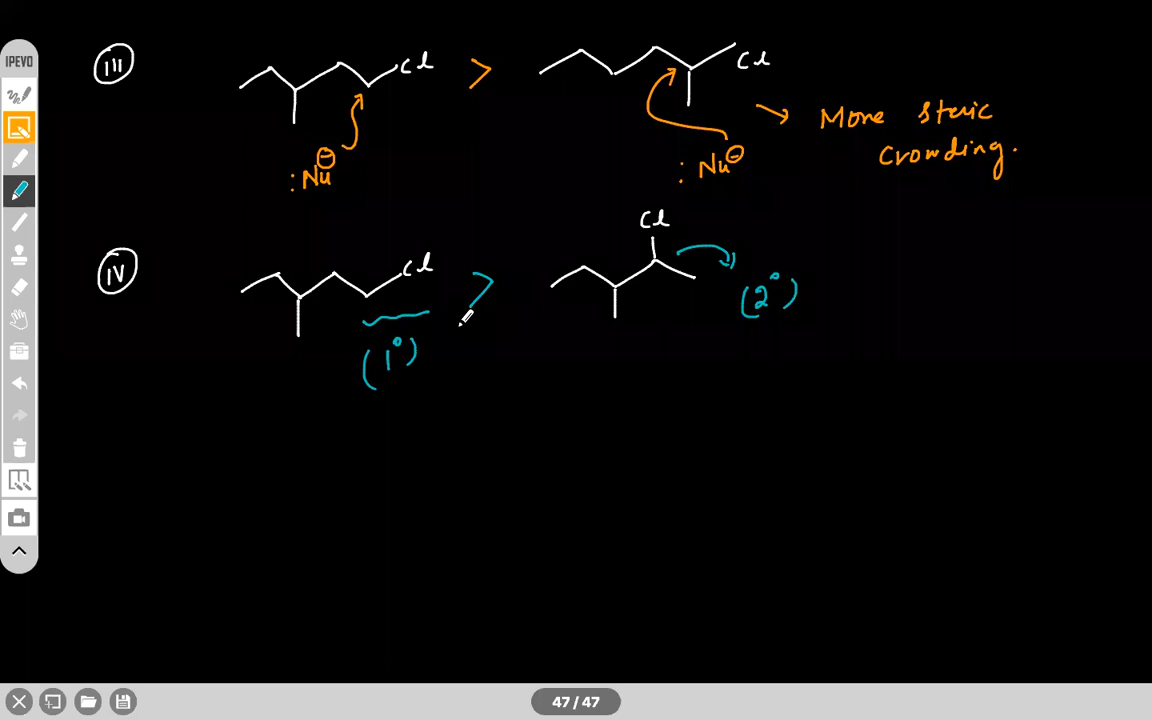 IPEVO
III
Cl > Cl
→ More steric
crowding.
:Nu⊖ :Nu⊖
Cl
IV
Cl > (2°)
(1°)
47 / 47